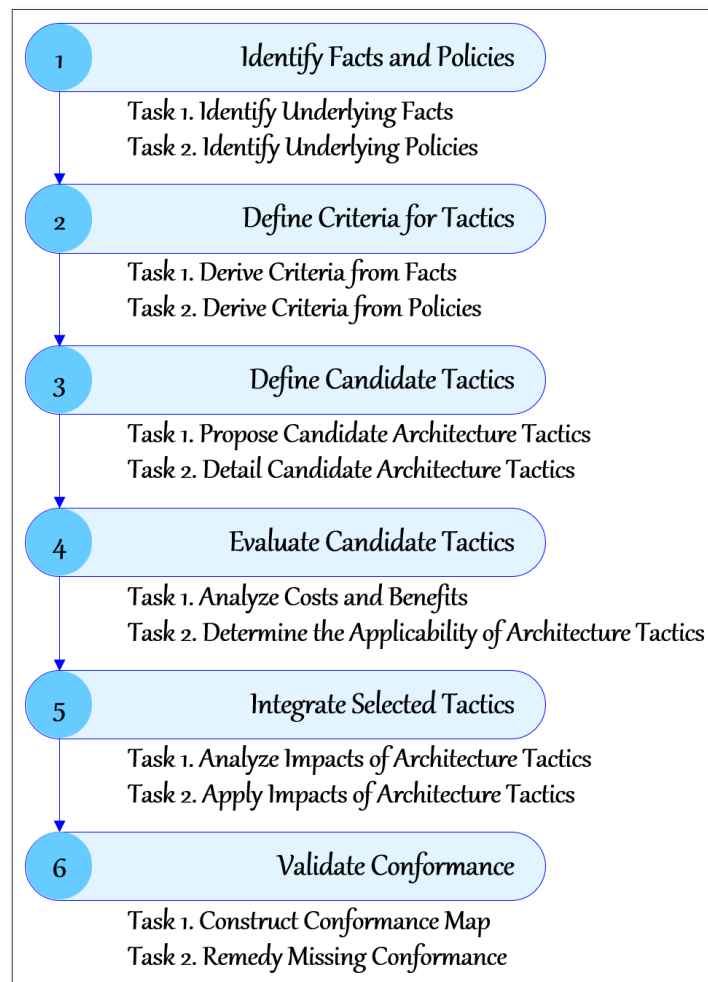 1 Identify Facts and Policies
Task 1. Identify Underlying Facts
Task 2. Identify Underlying Policies
2 Define Criteria for Tactics
Task 1. Derive Criteria from Facts
Task 2. Derive Criteria from Policies
3 Define Candidate Tactics
Task 1. Propose Candidate Architecture Tactics
Task 2. Detail Candidate Architecture Tactics
4 Evaluate Candidate Tactics
Task 1. Analyze Costs and Benefits
Task 2. Determine the Applicability of Architecture Tactics
5 Integrate Selected Tactics
Task 1. Analyze Impacts of Architecture Tactics
Task 2. Apply Impacts of Architecture Tactics
6 Validate Conformance
Task 1. Construct Conformance Map
Task 2. Remedy Missing Conformance